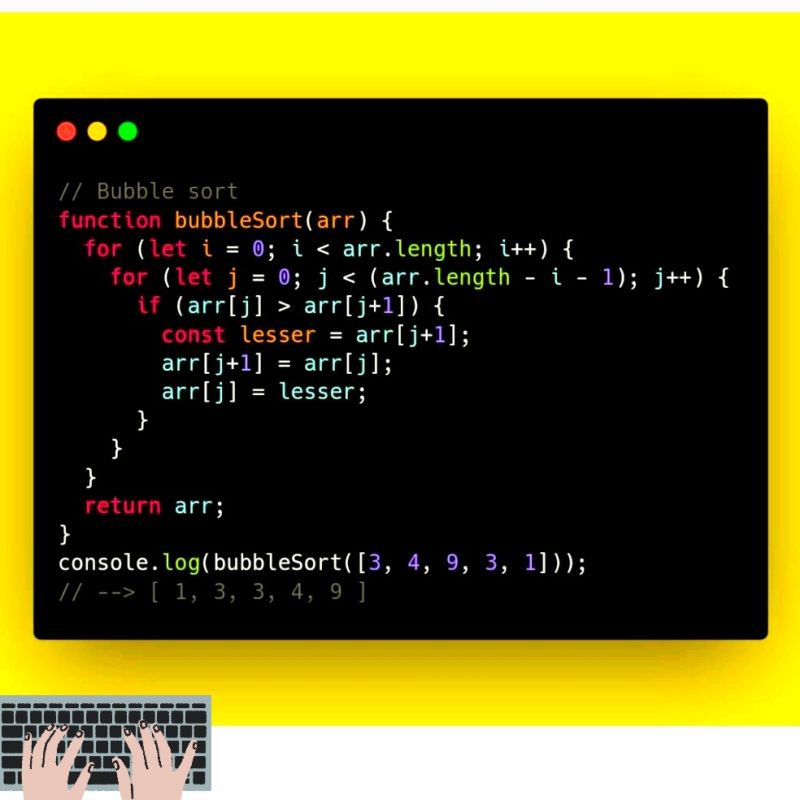 // Bubble sort
function bubbleSort(arr) {
  for (let i = 0; i < arr.length; i++) {
    for (let j = 0; j < (arr.length - i - 1); j++) {
      if (arr[j] > arr[j+1]) {
        const lesser = arr[j+1];
        arr[j+1] = arr[j];
        arr[j] = lesser;
      }
    }
  }
  return arr;
}
console.log(bubbleSort([3, 4, 9, 3, 1]));
// --> [ 1, 3, 3, 4, 9 ]